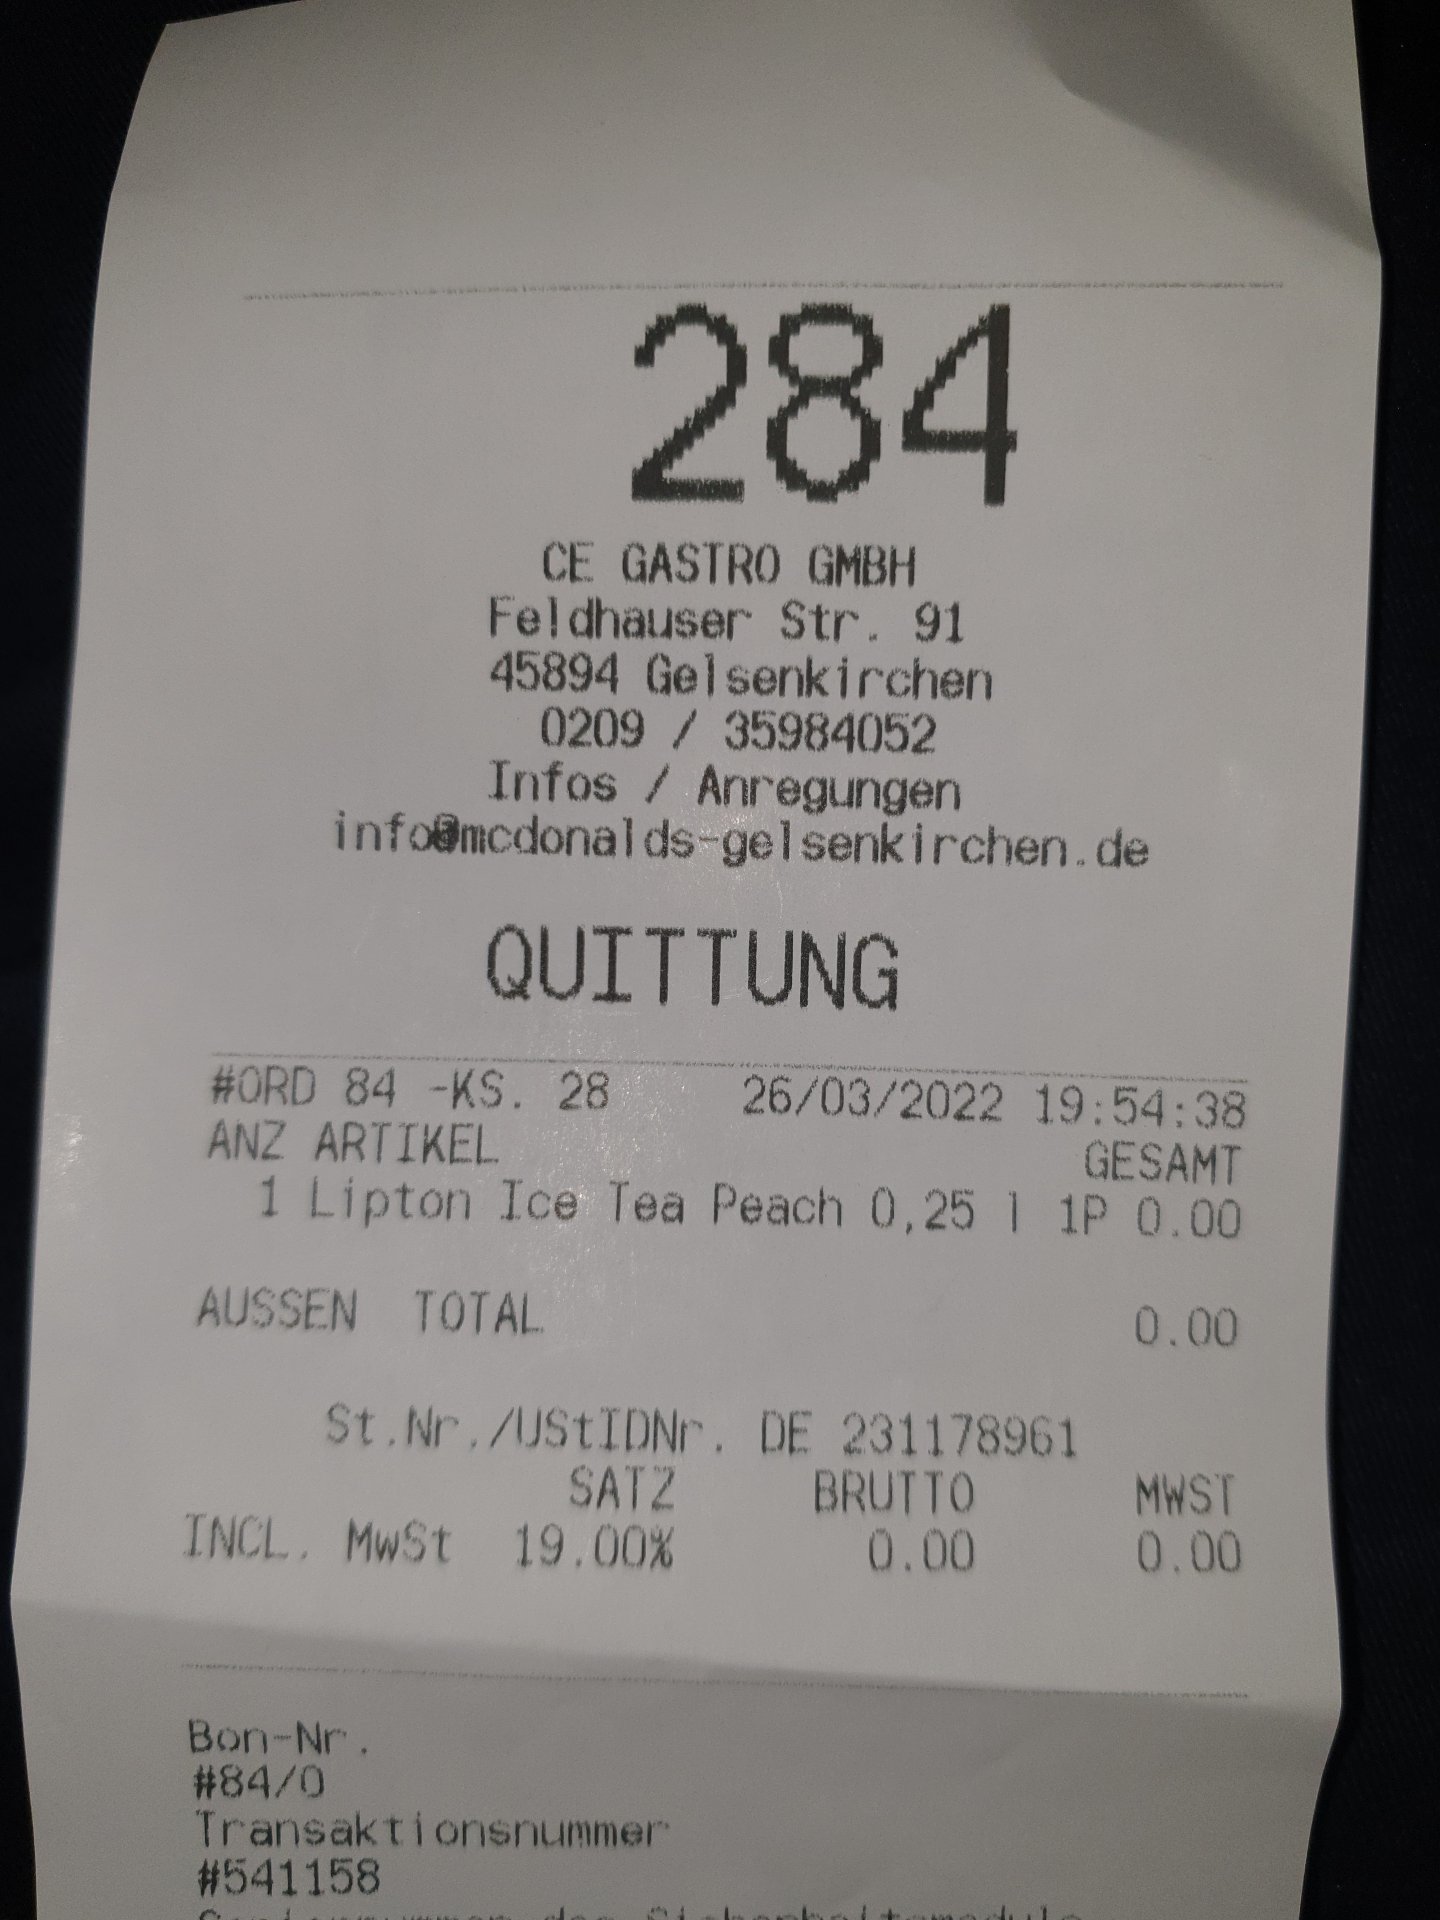 284
CE GASTRO GMBH
Feldhauser Str. 91
45894 Gelsenkirchen
0209 / 35984052
Infos / Anregungen
info@mcdonalds-gelsenkirchen.de
QUITTUNG
#ORD 84 -KS. 28 26/03/2022 19:54:38
ANZ ARTIKEL GESAMT
1 Lipton Ice Tea Peach 0,25 l 1P 0.00
AUSSEN TOTAL 0.00
St.Nr./UStIDNr. DE 231178961
SATZ BRUTTO MWST
INCL. MwSt 19.00% 0.00 0.00
Bon-Nr.
#84/0
Transaktionsnummer
#541158